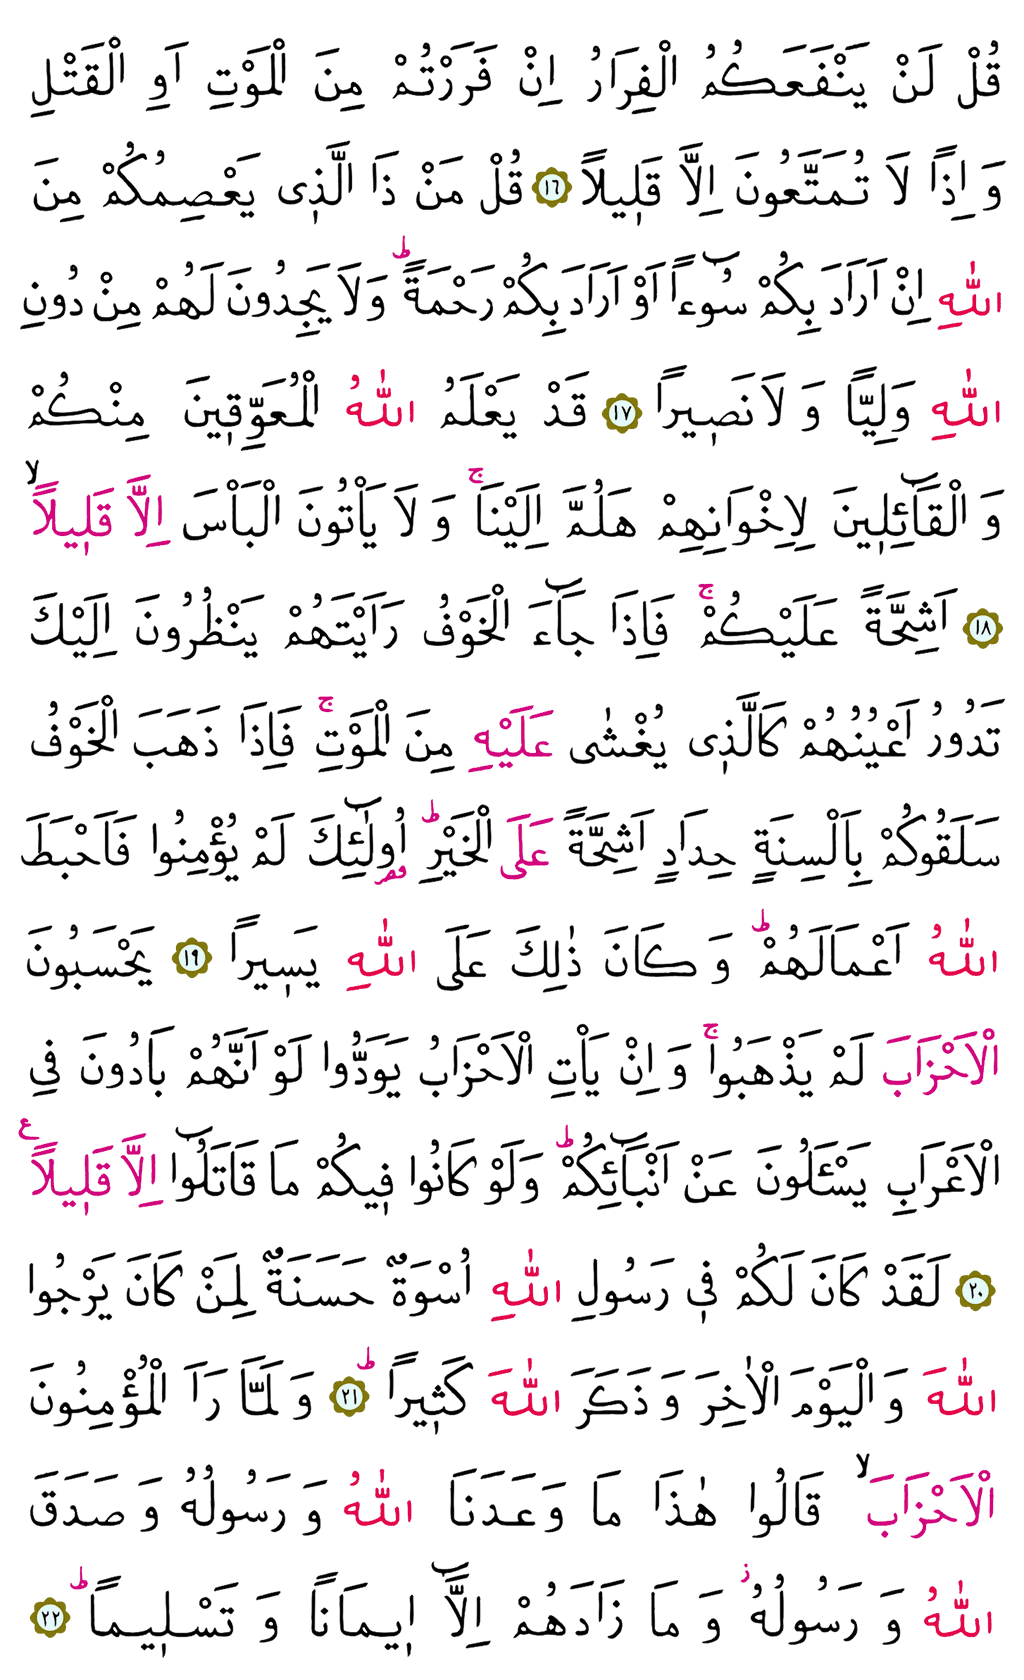 قُلْ لَنْ يَنْفَعَكُمُ الْفِرَارُ اِنْ فَرَرْتُمْ مِنَ الْمَوْتِ اَوِ الْقَتْلِ
وَاِذًا لَا تُمَتَّعُونَ اِلَّا قَل۪يلًا ﴿١٦﴾ قُلْ مَنْ ذَا الَّذ۪ى يَعْصِمُكُمْ مِنَ
اللّٰهِ اِنْ اَرَادَ بِكُمْ سُٓوءًا اَوْ اَرَادَ بِكُمْ رَحْمَةًۜ وَلَا يَجِدُونَ لَهُمْ مِنْ دُونِ
اللّٰهِ وَلِيًّا وَلَا نَص۪يرًا ﴿١٧﴾ قَدْ يَعْلَمُ اللّٰهُ الْمُعَوِّق۪ينَ مِنْكُمْ
وَالْقَٓائِل۪ينَ لِاِخْوَانِهِمْ هَلُمَّ اِلَيْنَاۚ وَلَا يَاْتُونَ الْبَاْسَ اِلَّا قَل۪يلًاۙ
﴿١٨﴾ اَشِحَّةً عَلَيْكُمْۚ فَاِذَا جَٓاءَ الْخَوْفُ رَاَيْتَهُمْ يَنْظُرُونَ اِلَيْكَ
تَدُورُ اَعْيُنُهُمْ كَالَّذ۪ى يُغْشٰى عَلَيْهِ مِنَ الْمَوْتِۚ فَاِذَا ذَهَبَ الْخَوْفُ
سَلَقُوكُمْ بِاَلْسِنَةٍ حِدَادٍ اَشِحَّةً عَلَى الْخَيْرِۜ اُو۬لٰٓئِكَ لَمْ يُؤْمِنُوا فَاَحْبَطَ
اللّٰهُ اَعْمَالَهُمْۜ وَكَانَ ذٰلِكَ عَلَى اللّٰهِ يَس۪يرًا ﴿١٩﴾ يَحْسَبُونَ
الْاَحْزَابَ لَمْ يَذْهَبُواۚ وَاِنْ يَاْتِ الْاَحْزَابُ يَوَدُّوا لَوْ اَنَّهُمْ بَادُونَ فِى
الْاَعْرَابِ يَسْـَٔلُونَ عَنْ اَنْبَٓائِكُمْۜ وَلَوْ كَانُوا ف۪يكُمْ مَا قَاتَلُٓوا اِلَّا قَل۪يلًا ع
﴿٢٠﴾ لَقَدْ كَانَ لَكُمْ ف۪ى رَسُولِ اللّٰهِ اُسْوَةٌ حَسَنَةٌ لِمَنْ كَانَ يَرْجُوا
اللّٰهَ وَالْيَوْمَ الْاٰخِرَ وَذَكَرَ اللّٰهَ كَث۪يرًاۜ ﴿٢١﴾ وَلَمَّا رَاَ الْمُؤْمِنُونَ
الْاَحْزَابَۙ قَالُوا هٰذَا مَا وَعَدَنَا اللّٰهُ وَرَسُولُهُ وَصَدَقَ
اللّٰهُ وَرَسُولُهُۘ وَمَا زَادَهُمْ اِلَّٓا ا۪يمَانًا وَتَسْل۪يمًاۜ ﴿٢٢﴾